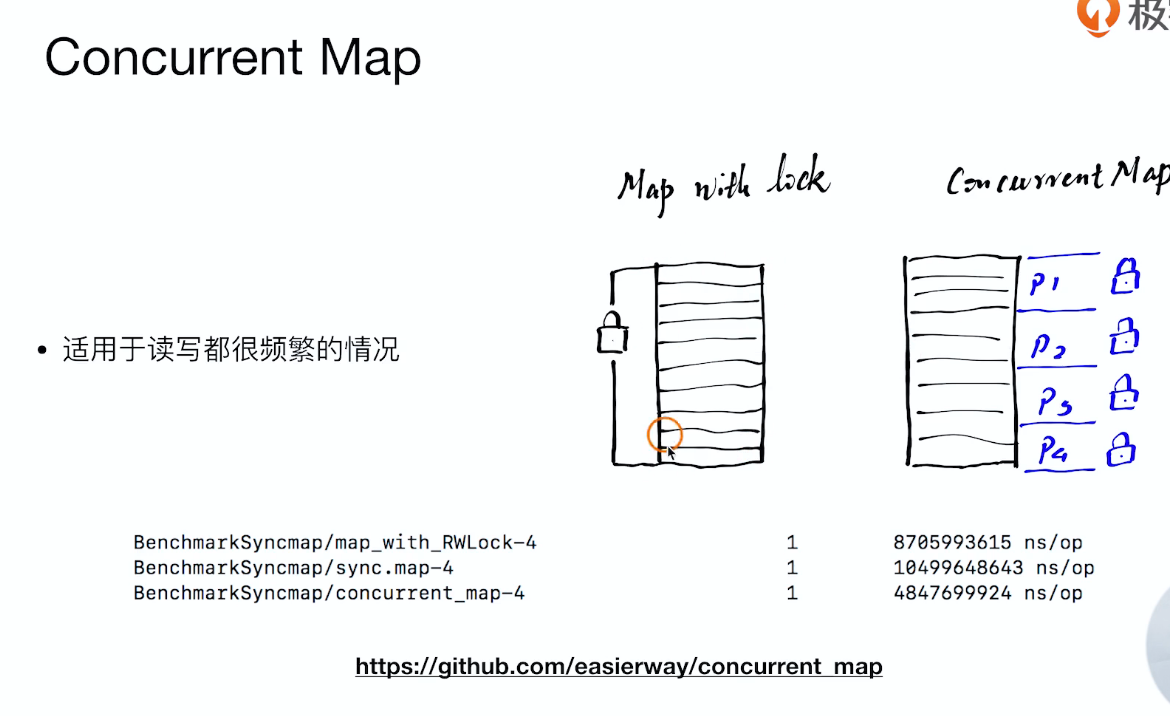 极
Concurrent Map
Map with lock
Concurrent Map
P1
P2
P3
P4
• 适用于读写都很频繁的情况
BenchmarkSyncmap/map_with_RWLock-4 1 8705993615 ns/op
BenchmarkSyncmap/sync.map-4 1 10499648643 ns/op
BenchmarkSyncmap/concurrent_map-4 1 4847699924 ns/op
https://github.com/easierway/concurrent_map